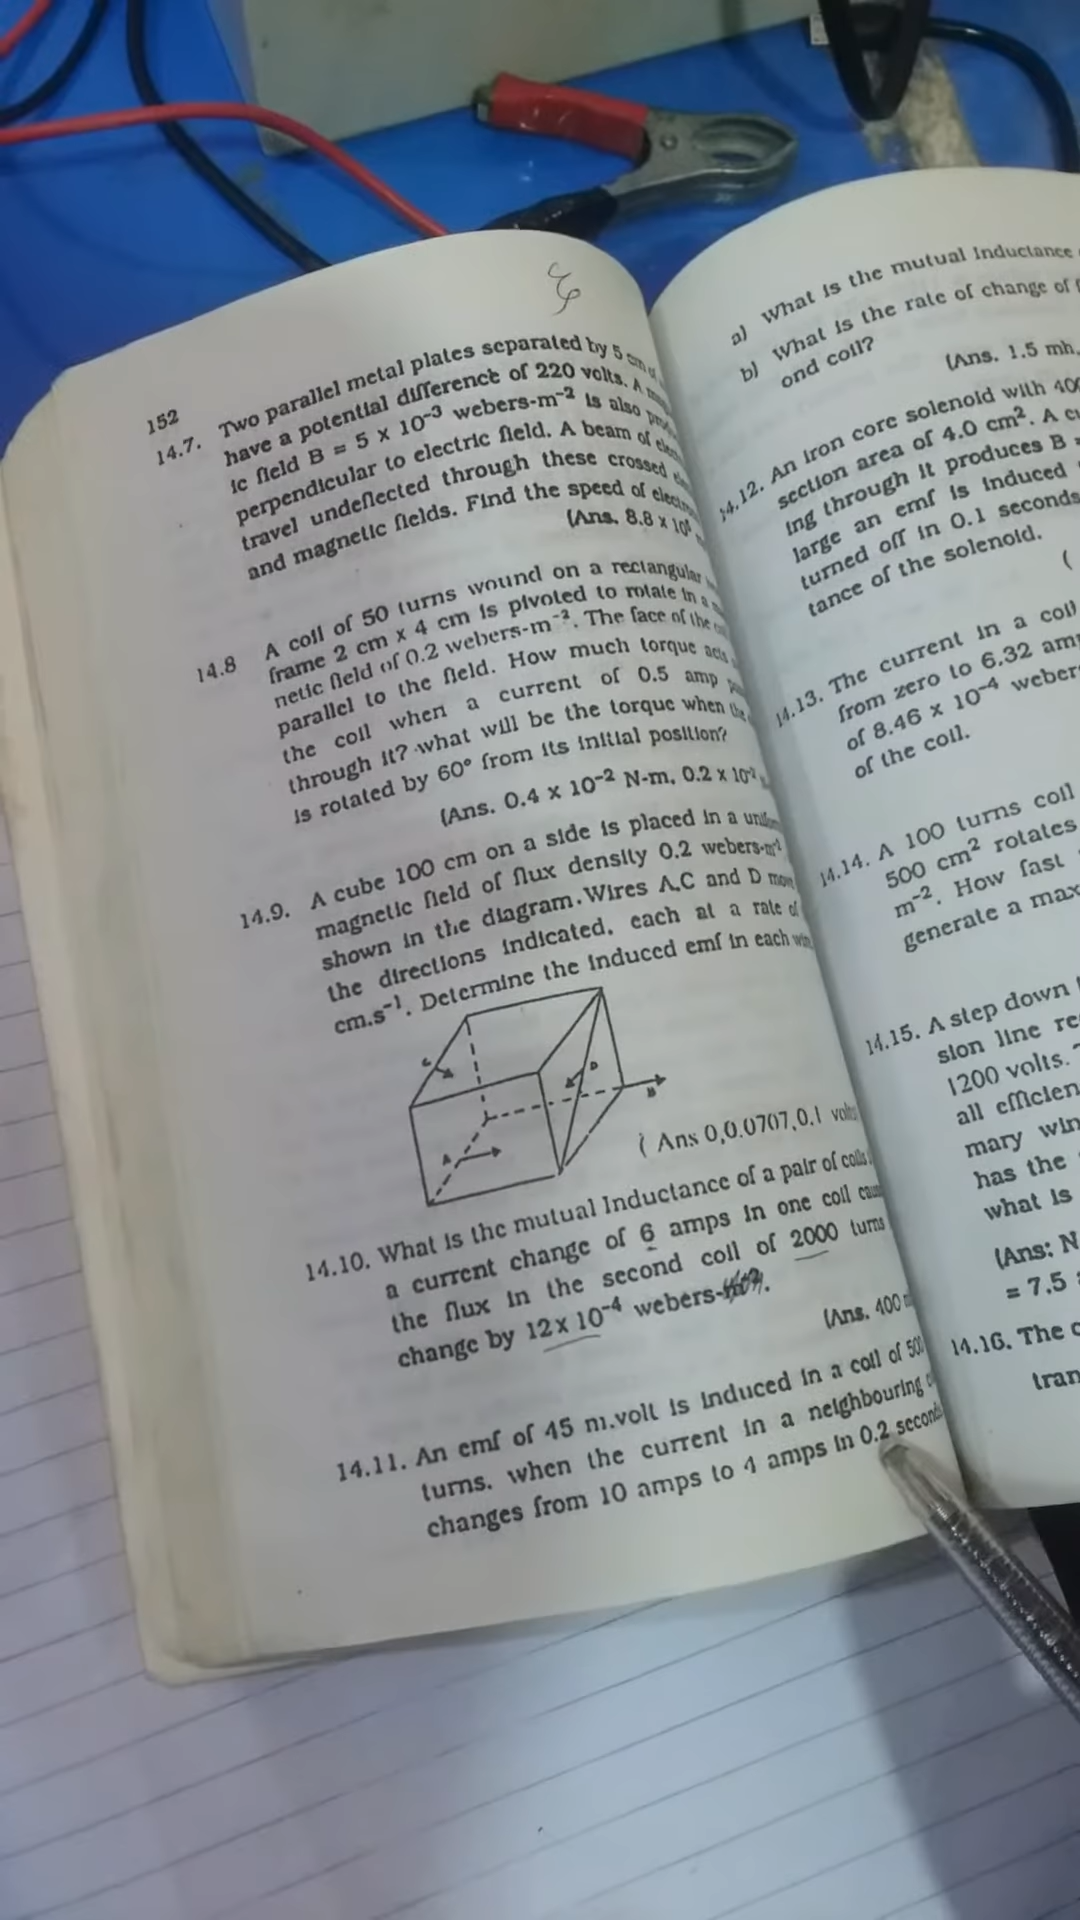 152
14.7. Two parallel metal plates separated by 5 cm
have a potential difference of 220 volts. A
ic field B = 5 x 10⁻³ webers-m⁻² is also
perpendicular to electric field. A beam of
travel undeflected through these crossed
and magnetic fields. Find the speed of
(Ans. 8.8 x 10
14.8 A coil of 50 turns wound on a rectangular
frame 2 cm x 4 cm is pivoted to rotate in a
netic field of 0.2 webers-m⁻². The face of the
parallel to the field. How much torque acts
the coil when a current of 0.5 amp
through it? what will be the torque when the
is rotated by 60° from its initial position?
(Ans. 0.4 x 10⁻² N-m, 0.2 x 10⁻²
14.9. A cube 100 cm on a side is placed in a
magnetic field of flux density 0.2 webers-m⁻²
shown in the diagram. Wires A,C and D
the directions indicated, each at a rate of
cm.s⁻¹. Determine the induced emf in each
C
D
B
A
( Ans 0,0.0707,0.1 volts
14.10. What is the mutual Inductance of a pair of coils
a current change of 6 amps in one coil
the flux in the second coil of 2000 turns
change by 12x 10⁻⁴ webers-
(Ans. 400
14.11. An emf of 45 m.volt is induced in a coil of 500
turns. when the current in a neighbouring
changes from 10 amps to 4 amps in 0.2 seconds
a) What is the mutual Inductance
b) What is the rate of change of
ond coil?
(Ans. 1.5 mh,
14.12. An iron core solenoid with 400
section area of 4.0 cm². A
ing through it produces B =
large an emf is induced
turned off in 0.1 seconds
tance of the solenoid.
(
14.13. The current in a coil
from zero to 6.32
of 8.46 x 10⁻⁴
of the coil.
14.14. A 100 turns coil
500 cm² rotates
m⁻². How fast
generate a
14.15. A step down
sion line
1200 volts.
all
mary
has the
what is
(Ans:
= 7.5
14.16. The